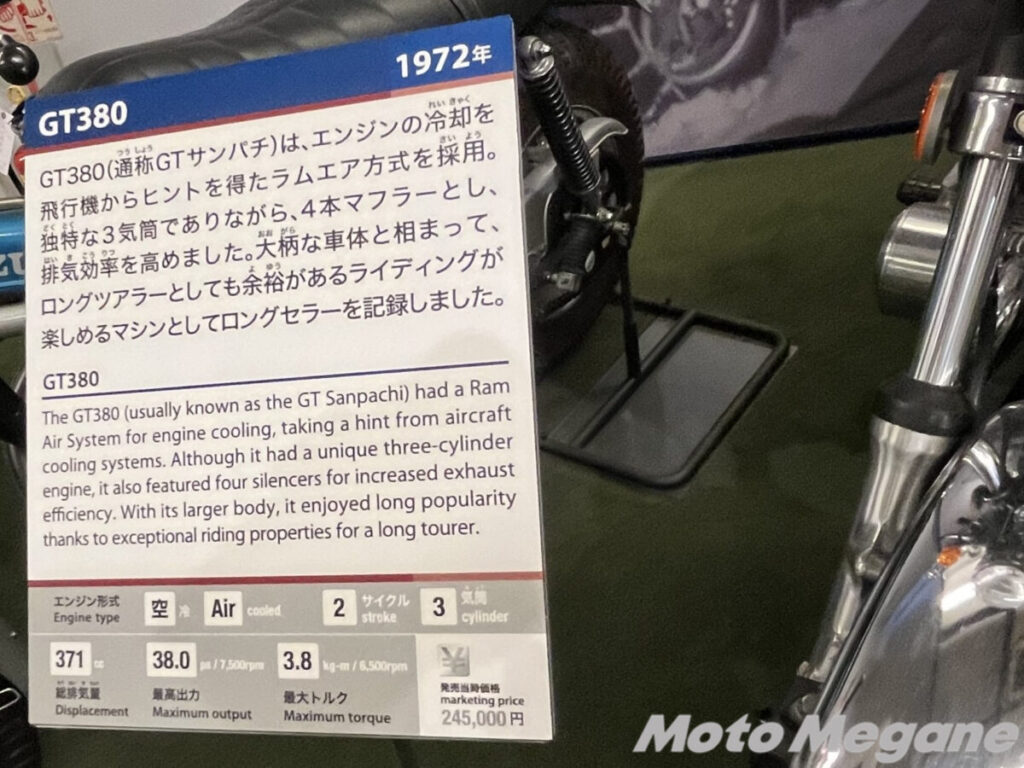 1972年
GT380
GT380(通称GTサンパチ)は、エンジンの冷却を
飛行機からヒントを得たラムエア方式を採用。
独特な3気筒でありながら、4本マフラーとし、
排気効率を高めました。大柄な車体と相まって、
ロングツアラーとしても余裕があるライディングが
楽しめるマシンとしてロングセラーを記録しました。
GT380
The GT380 (usually known as the GT Sanpachi) had a Ram
Air System for engine cooling, taking a hint from aircraft
cooling systems. Although it had a unique three-cylinder
engine, it also featured four silencers for increased exhaust
efficiency. With its larger body, it enjoyed long popularity
thanks to exceptional riding properties for a long tourer.
エンジン形式 空 冷 Air cooled 2 サイクル 3 気筒
Engine type stroke cylinder
371 cc 38.0 ps / 7,500rpm 3.8 kg-m / 6,500rpm ¥
総排気量 最高出力 最大トルク 発売当時価格
Displacement Maximum output Maximum torque marketing price
245,000円
Moto Megane